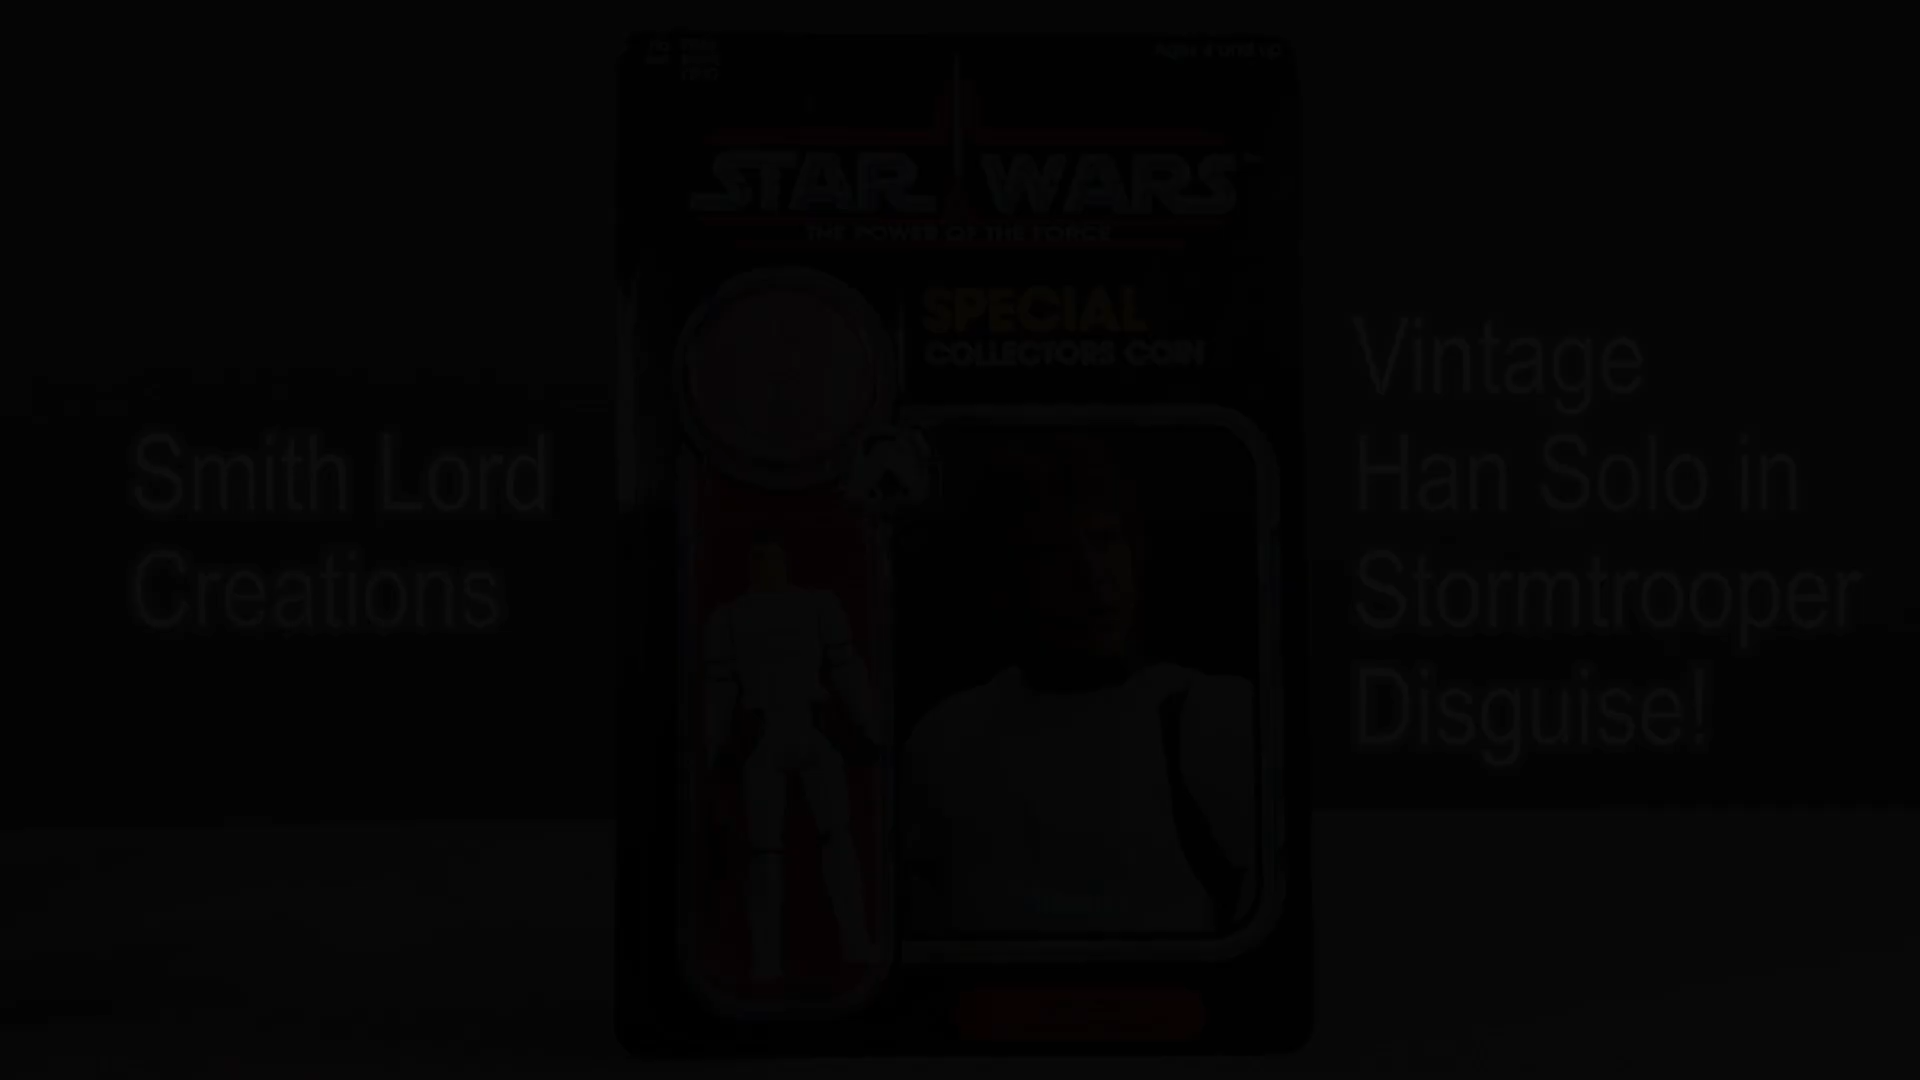 Smith Lord
Creations
STAR WARS
THE POWER OF THE FORCE
SPECIAL
COLLECTORS COIN
Vintage
Han Solo in
Stormtrooper
Disguise!